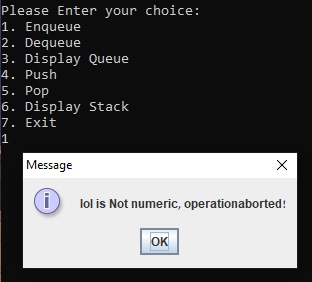 Please Enter your choice:
1. Enqueue
2. Dequeue
3. Display Queue
4. Push
5. Pop
6. Display Stack
7. Exit
1
Message
lol is Not numeric, operationaborted!
OK